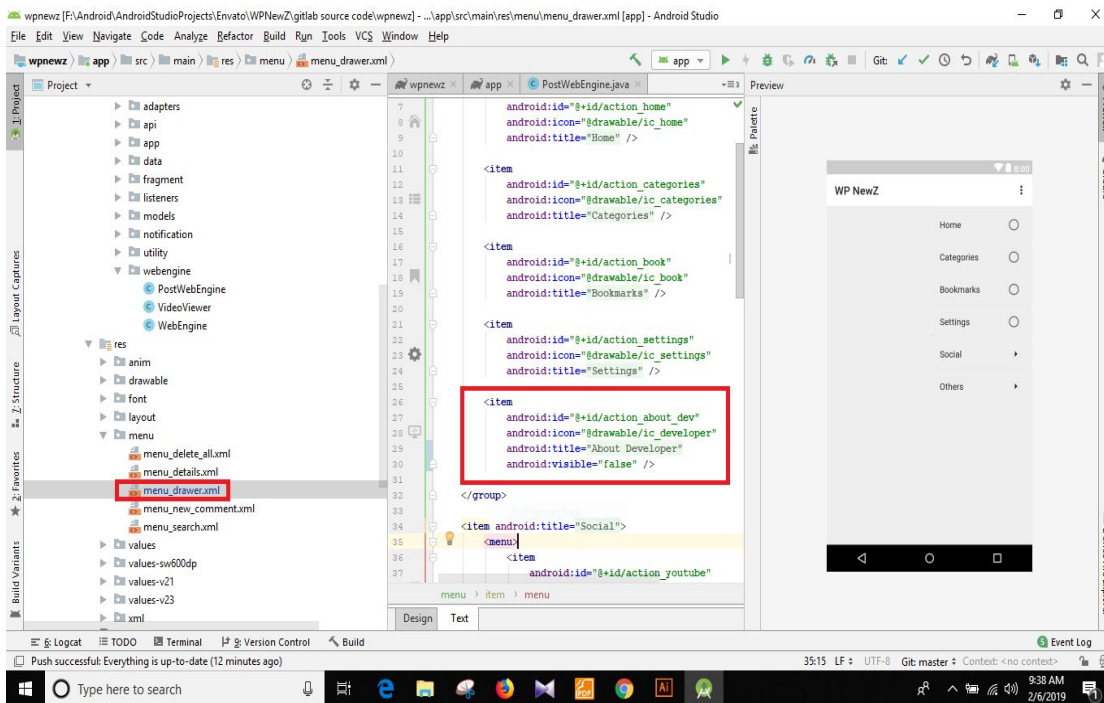 wpnewz [F:\Android\AndroidStudioProjects\Envato\WPNewZ\gitlab source code\wpnewz] - ...\app\src\main\res\menu\menu_drawer.xml [app] - Android Studio
File Edit View Navigate Code Analyze Refactor Build Run Tools VCS Window Help
wpnewz app src main res menu menu_drawer.xml
app
Git:
1: Project
Project
wpnewz
app
PostWebEngine.java
Preview
Palette
adapters
api
app
data
fragment
listeners
models
notification
utility
webengine
PostWebEngine
VideoViewer
WebEngine
res
anim
drawable
font
layout
menu
menu_delete_all.xml
menu_details.xml
menu_drawer.xml
menu_new_comment.xml
menu_search.xml
values
values-sw600dp
values-v21
values-v23
xml
Layout Captures
Z: Structure
2: Favorites
Build Variants
7 android:id="@+id/action_home"
8 android:icon="@drawable/ic_home"
9 android:title="Home" />
10
11 <item
12 android:id="@+id/action_categories"
13 android:icon="@drawable/ic_categories"
14 android:title="Categories" />
15
16 <item
17 android:id="@+id/action_book"
18 android:icon="@drawable/ic_book"
19 android:title="Bookmarks" />
20
21 <item
22 android:id="@+id/action_settings"
23 android:icon="@drawable/ic_settings"
24 android:title="Settings" />
25
26 <item
27 android:id="@+id/action_about_dev"
28 android:icon="@drawable/ic_developer"
29 android:title="About Developer"
30 android:visible="false" />
31
32 </group>
33
34 <item android:title="Social">
35 <menu>
36 <item
37 android:id="@+id/action_youtube"
menu item menu
Design Text
8:00
WP NewZ
Home
Categories
Bookmarks
Settings
Social
Others
6: Logcat TODO Terminal 9: Version Control Build
Event Log
Push successful: Everything is up-to-date (12 minutes ago)
35:15 LF UTF-8 Git: master Context: <no context>
Type here to search
PDF
Ai
9:38 AM
2/6/2019